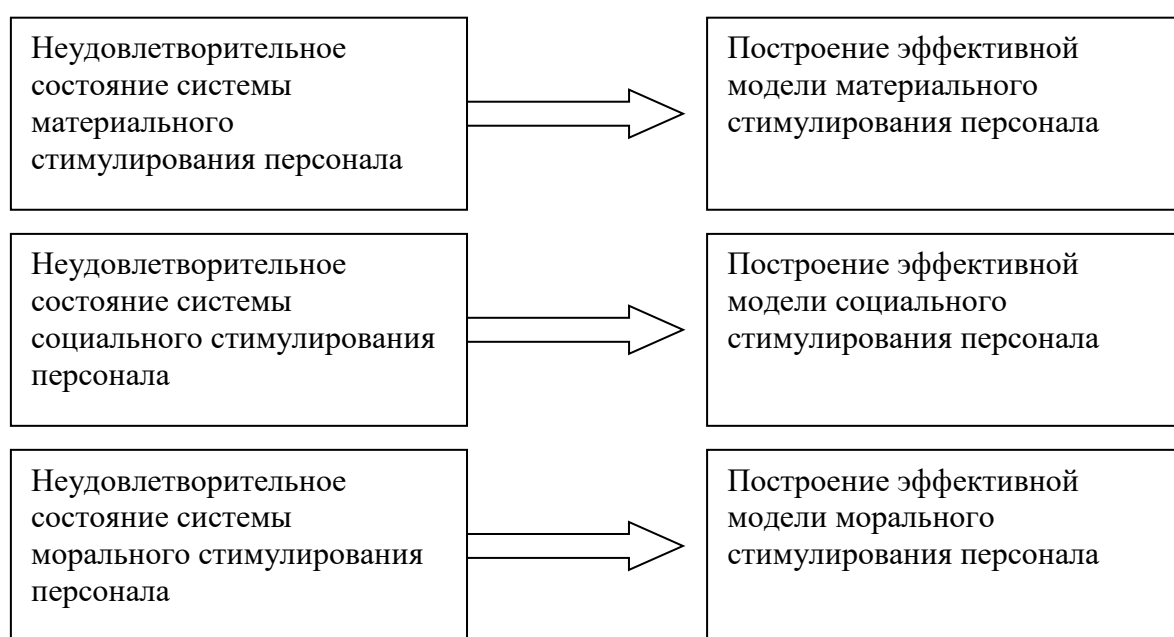 Неудовлетворительное
состояние системы
материального
стимулирования персонала
Построение эффективной
модели материального
стимулирования персонала
Неудовлетворительное
состояние системы
социального стимулирования
персонала
Построение эффективной
модели социального
стимулирования персонала
Неудовлетворительное
состояние системы
морального стимулирования
персонала
Построение эффективной
модели морального
стимулирования персонала